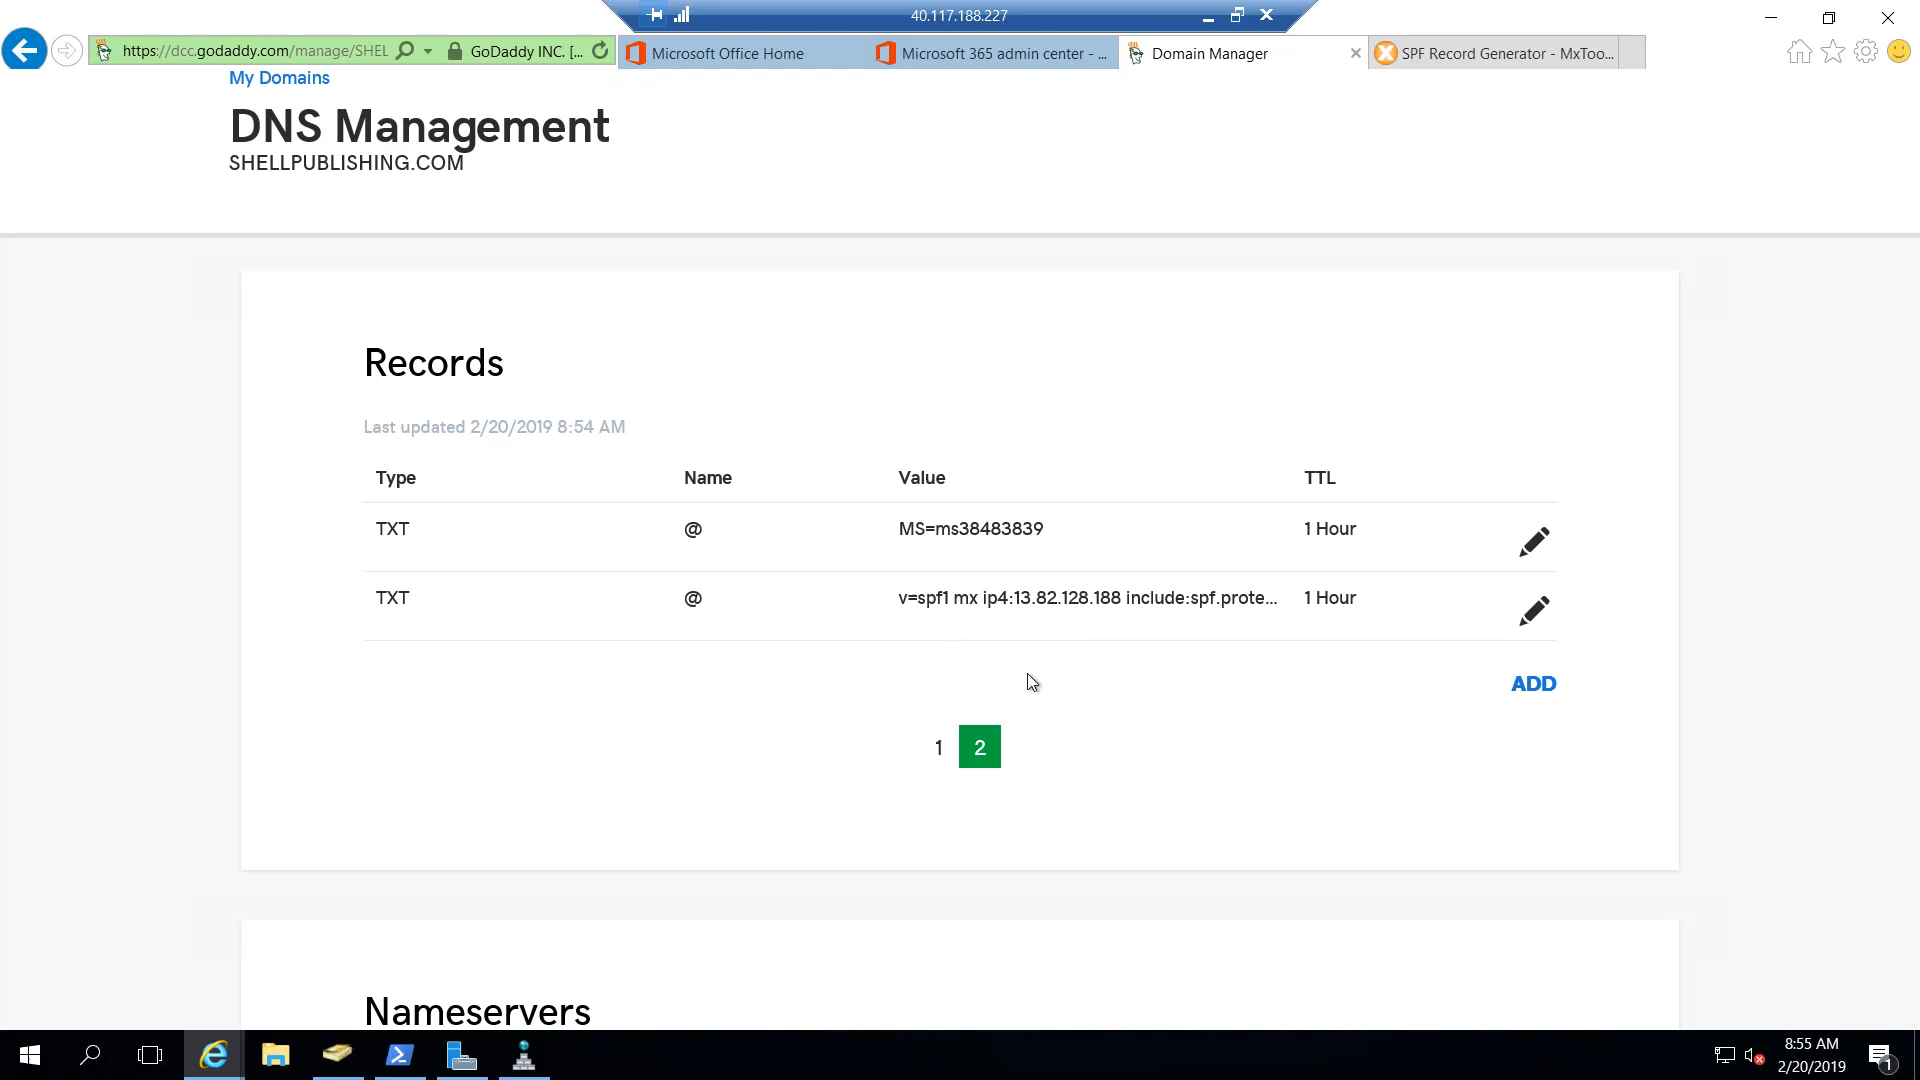 40.117.188.227
https://dcc.godaddy.com/manage/SHEL
GoDaddy INC. [...
Microsoft Office Home
Microsoft 365 admin center - ...
Domain Manager
SPF Record Generator - MxToo...
My Domains
DNS Management
SHELLPUBLISHING.COM
Records
Last updated 2/20/2019 8:54 AM
Type Name Value TTL
TXT @ MS=ms38483839 1 Hour
TXT @ v=spf1 mx ip4:13.82.128.188 include:spf.prote... 1 Hour
ADD
1 2
Nameservers
8:55 AM
2/20/2019
1